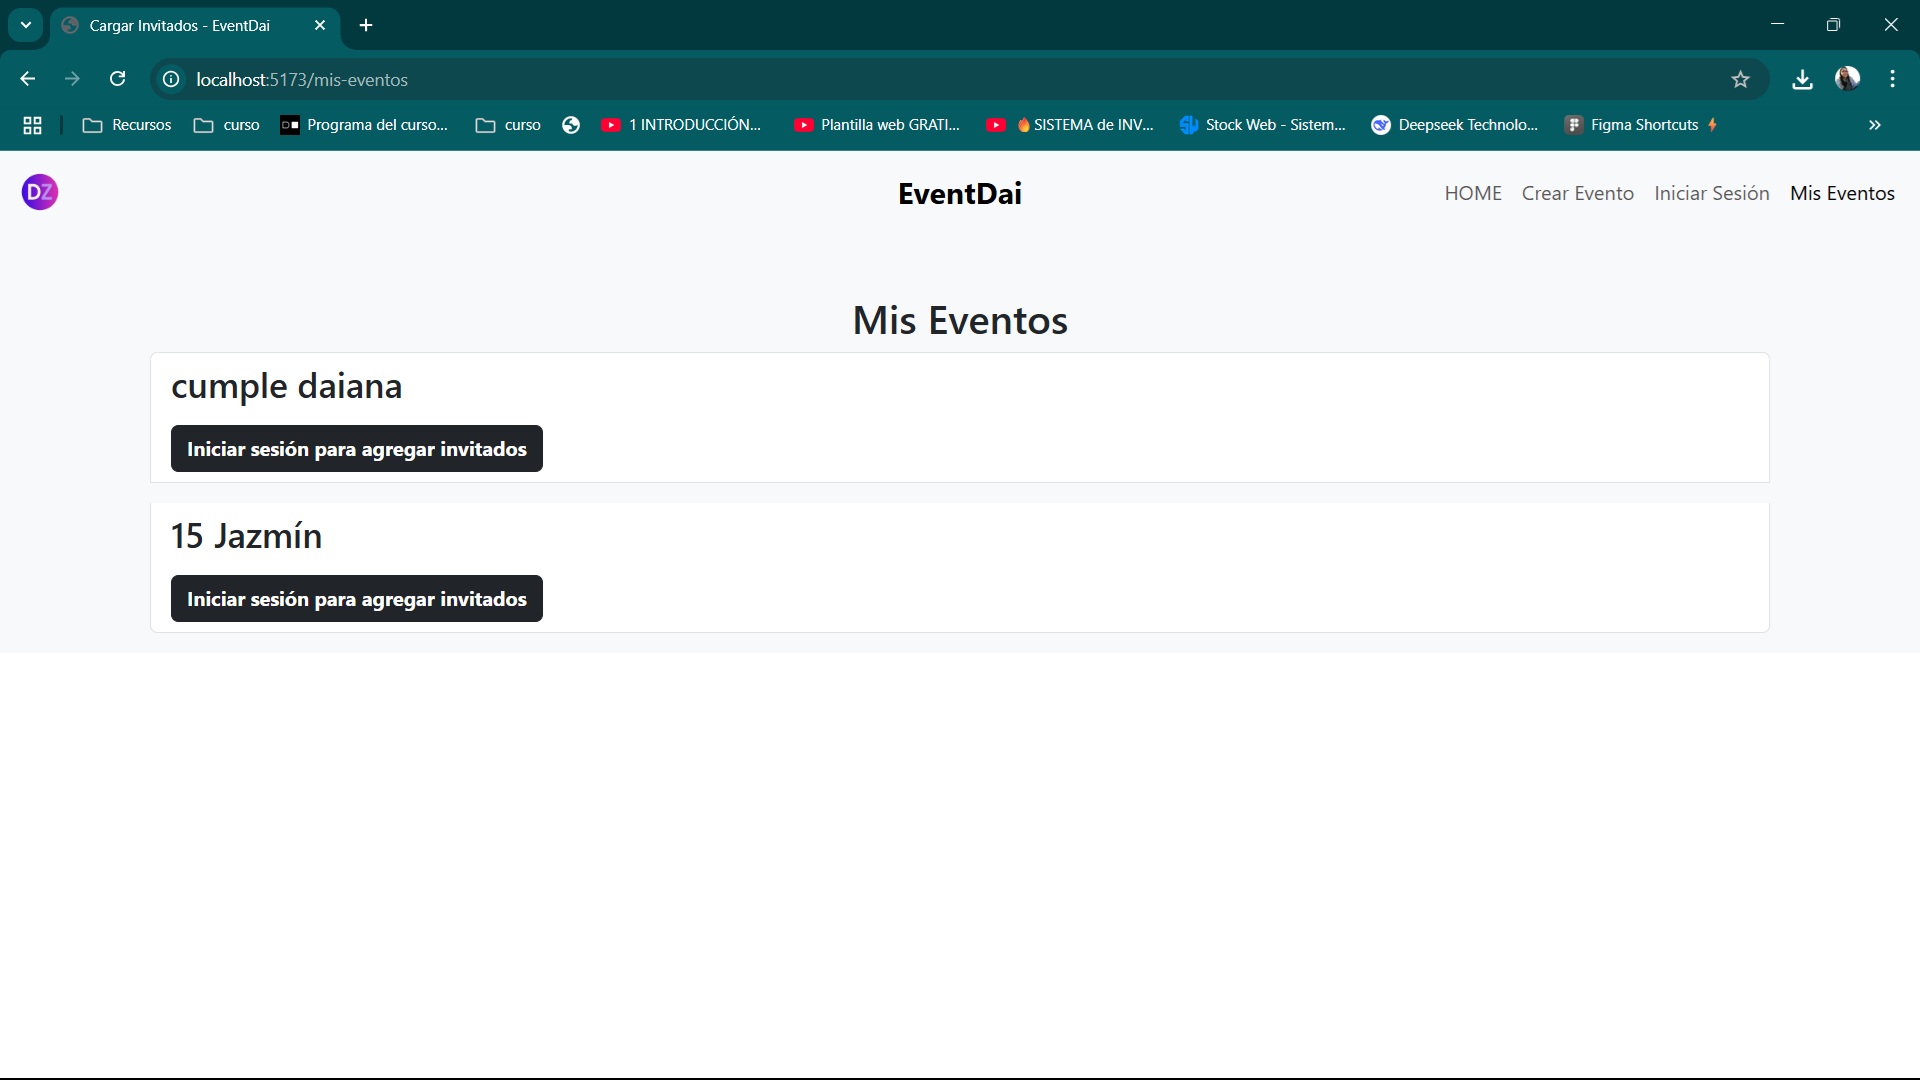 Cargar Invitados - EventDai
localhost:5173/mis-eventos
Recursos curso Programa del curso... curso 1 INTRODUCCIÓN... Plantilla web GRATI... SISTEMA de INV... Stock Web - Sistem... Deepseek Technolo... Figma Shortcuts
DZ EventDai HOME Crear Evento Iniciar Sesión Mis Eventos
Mis Eventos
cumple daiana
Iniciar sesión para agregar invitados
15 Jazmín
Iniciar sesión para agregar invitados